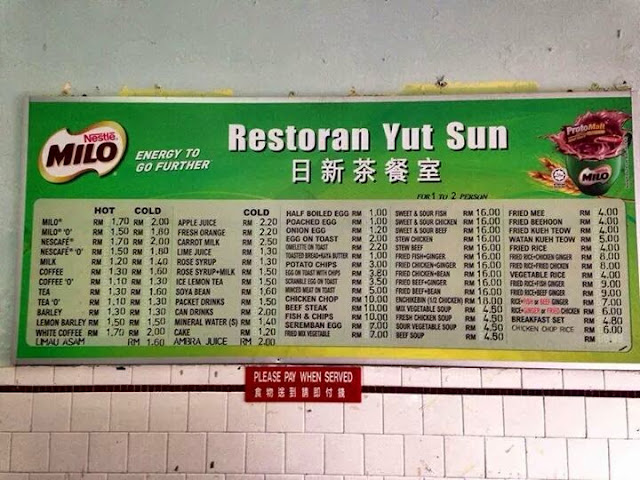 Nestlé
MILO
ENERGY TO
GO FURTHER
Restoran Yut Sun
日新茶餐室
ProtoMalt
MILO
FOR 1 TO 2 PERSON
HOT COLD
MILO® RM 1,70 RM 2.00
MILO® 'O' RM 1.50 RM 1.80
NESCAFÉ® RM 1.70 RM 2.00
NESCAFÉ® 'O' RM 1.50 RM 1.80
MILK RM 1.20 RM 1.40
COFFEE RM 1.30 RM 1.60
COFFEE 'O' RM 1.10 RM 1.30
TEA RM 1.30 RM 1.60
TEA 'O' RM 1.10 RM 1.30
BARLEY RM 1.30 RM 1.30
LEMON BARLEY RM 1.50 RM 1.50
WHITE COFFEE RM 1.70 RM 2.00
LIMAU ASAM RM 1.60
COLD
APPLE JUICE RM 2.20
FRESH ORANGE RM 2.20
CARROT MILK RM 2.50
LIME JUICE RM 1.30
ROSE SYRUP RM 1.30
ROSE SYRUP+MILK RM 1.50
ICE LEMON TEA RM 1.50
SOYA BEAN RM 1.60
PACKET DRINKS RM 1.50
CAN DRINKS RM 2.00
MINERAL WATER (S) RM 1.40
CAKE RM 1.20
AMBRA JUICE RM 2.00
HALF BOILED EGG RM 1.00
POACHED EGG RM 1.00
ONION EGG RM 1.20
EGG ON TOAST RM 2.00
OMELETTE ON TOAST RM 2.20
TOASTED BREAD+KAYA BUTTER RM 1.00
POTATO CHIPS RM 3.00
EGG ON TOAST WITH CHIPS RM 3.80
SCRAMBLE EGG ON TOAST RM 3.50
MINCED MEAT ON TOAST RM 5.00
CHICKEN CHOP RM 10.00
BEEF STEAK RM 10.00
FISH & CHIPS RM 10.00
SEREMBAN EGG RM 7.00
FRIED MIX VEGETABLE RM 7.00
SWEET & SOUR FISH RM 16.00
SWEET & SOUR CHICKEN RM 16.00
SWEET & SOUR BEEF RM 16.00
STEW CHICKEN RM 16.00
STEW BEEF RM 16.00
FRIED FISH+GINGER RM 16.00
FRIED CHICKEN+GINGER RM 16.00
FRIED CHICKEN+BEAN RM 16.00
FRIED BEEF+GINGER RM 16.00
FRIED BEEF+BEAN RM 16.00
ENCHIKEBIN (1/2 CHICKEN) RM 18.00
MIX VEGETABLE SOUP RM 4.50
FRESH CHICKEN SOUP RM 4.50
SOUR VEGETABLE SOUP RM 4.50
BEEF SOUP RM 4.50
FRIED MEE RM 4.00
FRIED BEEHOON RM 4.00
FRIED KUEH TEOW RM 4.00
WATAN KUEH TEOW RM 5.00
FRIED RICE RM 4.00
FRIED RICE+CHICKEN GINGER RM 8.00
FRIED RICE+FRIED CHICKEN RM 8.00
VEGETABLE RICE RM 4.00
FRIED RICE+FISH GINGER RM 9.00
FRIED RICE+BEEF GINGER RM 9.00
RICE+FISH or BEEF GINGER RM 7.00
RICE+GINGER or FRIED CHICKEN RM 6.00
BREAKFAST SET RM 4.80
CHICKEN CHOP RICE RM 6.00
RM
PLEASE PAY WHEN SERVED
食物送到請即付錢